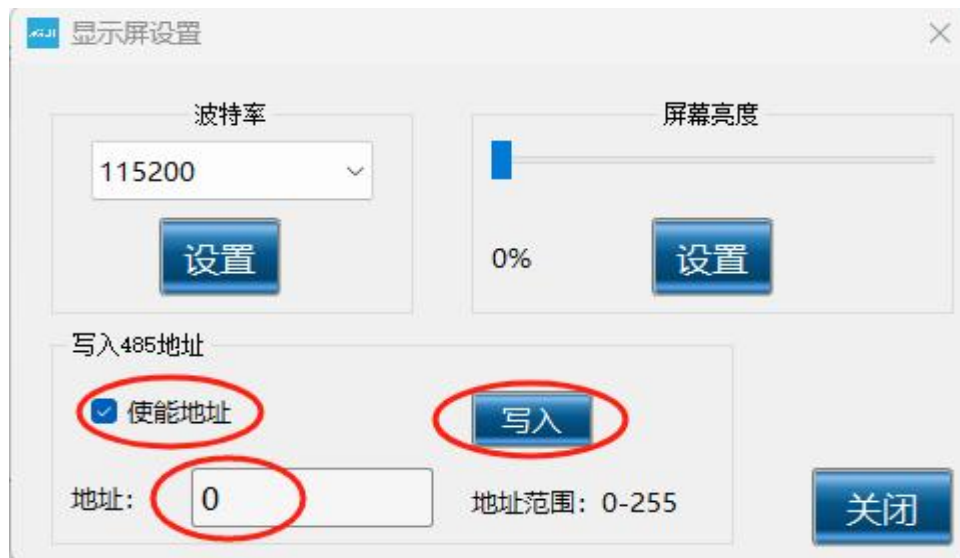 显示屏设置
波特率
屏幕亮度
115200
设置
0%
设置
写入485地址
使能地址
写入
地址：
0
地址范围：0-255
关闭